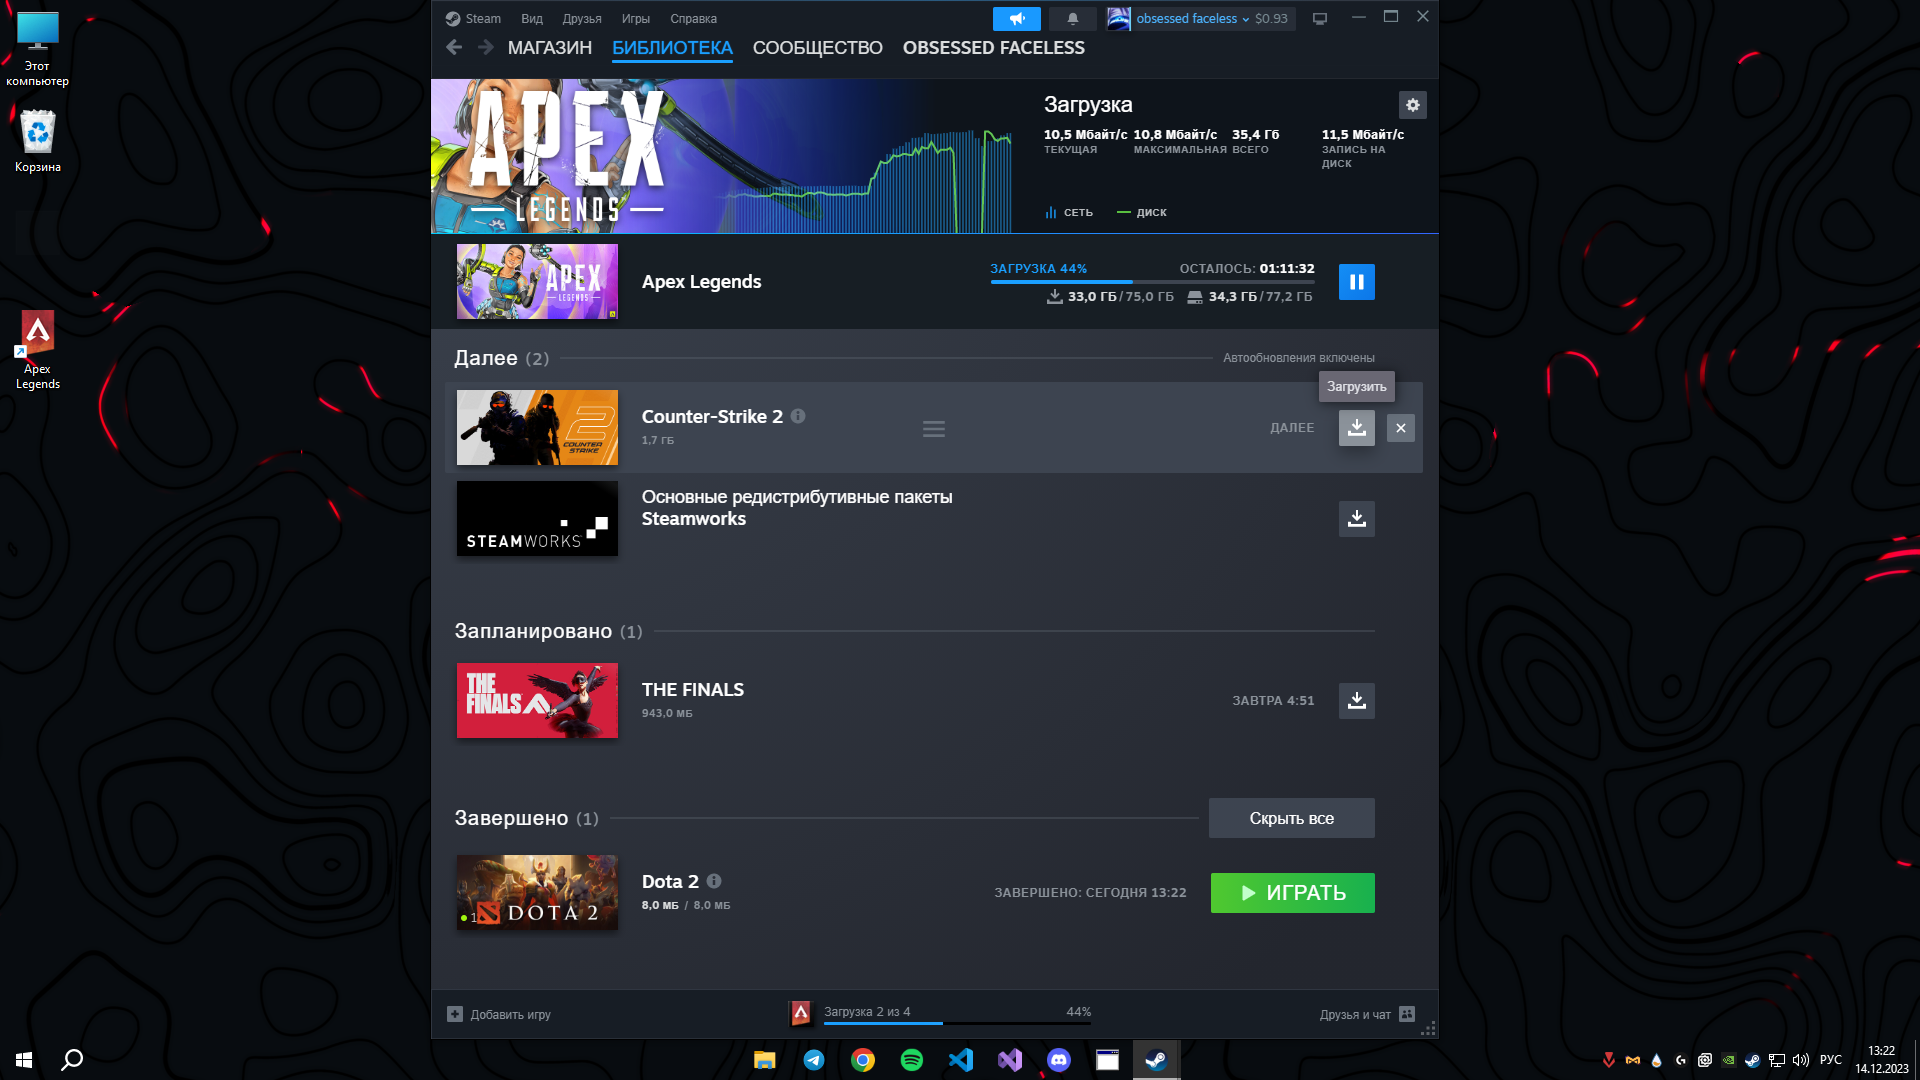 Этот
компьютер
Корзина
Apex
Legends
Steam Вид Друзья Игры Справка
obsessed faceless $0.93
МАГАЗИН БИБЛИОТЕКА СООБЩЕСТВО OBSESSED FACELESS
APEX
LEGENDS
Загрузка
10,5 Мбайт/с 10,8 Мбайт/с 35,4 Гб 11,5 Мбайт/с
ТЕКУЩАЯ МАКСИМАЛЬНАЯ ВСЕГО ЗАПИСЬ НА
ДИСК
СЕТЬ ДИСК
APEX
LEGENDS
Apex Legends
ЗАГРУЗКА 44% ОСТАЛОСЬ: 01:11:32
33,0 ГБ / 75,0 ГБ 34,3 ГБ / 77,2 ГБ
Далее (2)
Автообновления включены
Загрузить
2
COUNTER
STRIKE
Counter-Strike 2
1,7 ГБ
ДАЛЕЕ
STEAMWORKS
Основные редистрибутивные пакеты
Steamworks
Запланировано (1)
THE
FINALS
THE FINALS
943,0 МБ
ЗАВТРА 4:51
Завершено (1)
Скрыть все
1
DOTA 2
Dota 2
8,0 МБ / 8,0 МБ
ЗАВЕРШЕНО: СЕГОДНЯ 13:22
ИГРАТЬ
Добавить игру
Загрузка 2 из 4 44%
Друзья и чат
РУС
13:22
14.12.2023